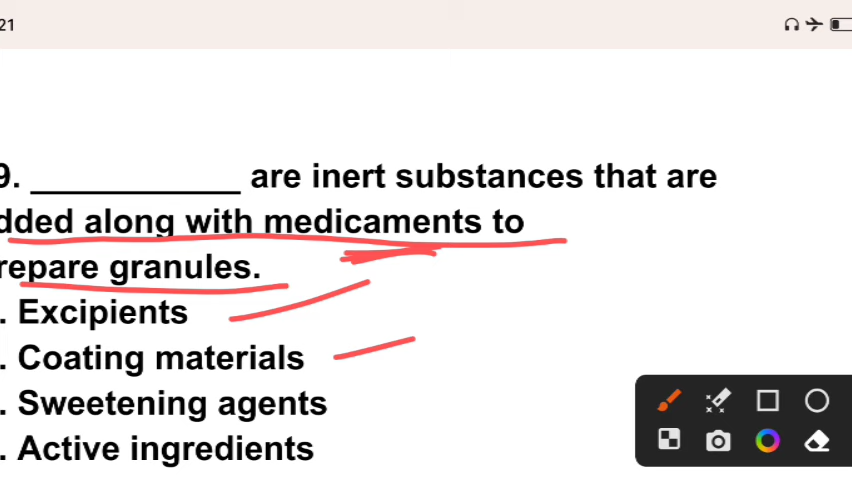 21
9. ___________ are inert substances that are
dded along with medicaments to
repare granules.
. Excipients
. Coating materials
. Sweetening agents
. Active ingredients